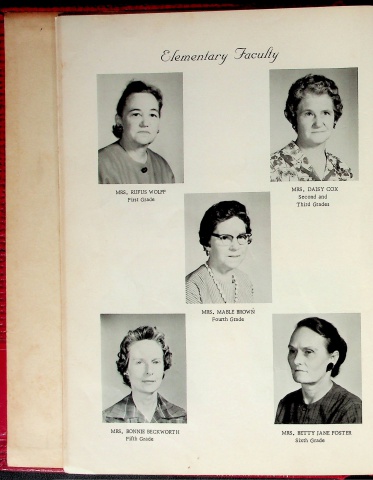 Elementary Faculty
MRS. RUFUS WOLFF
First Grade
MRS. DAISY COX
Second and
Third Grades
MRS. MABLE BROWN
Fourth Grade
MRS. BONNIE BECKWORTH
Fifth Grade
MRS. BETTY JANE FOSTER
Sixth Grade